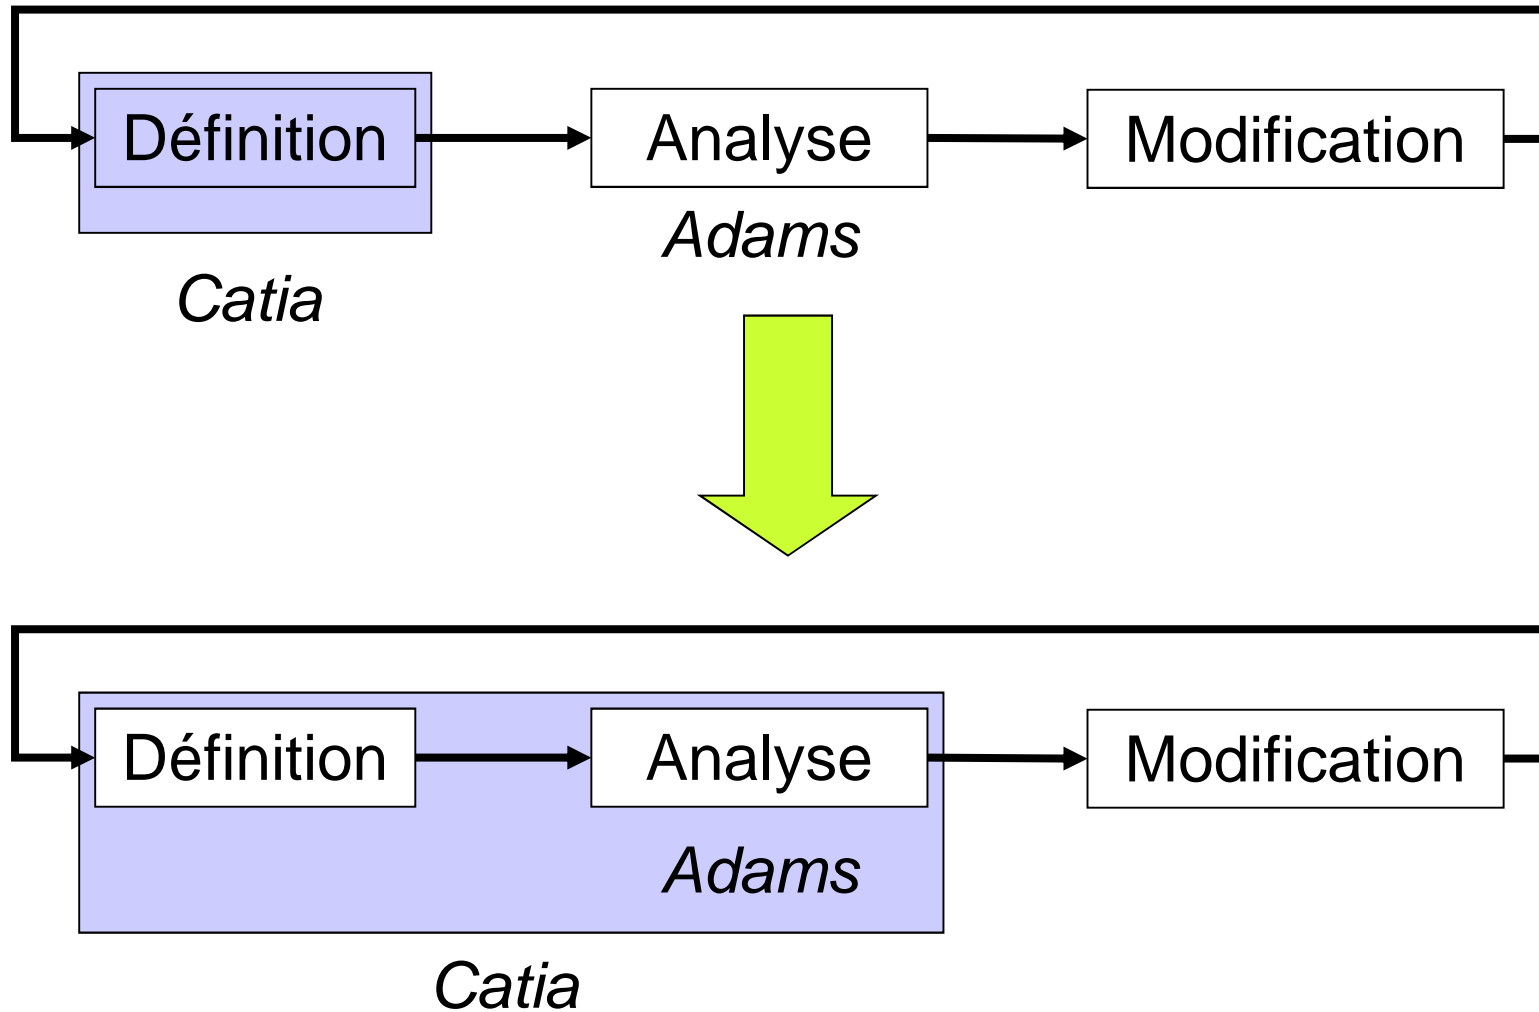 Définition
Analyse
Modification
Adams
Catia
Définition
Analyse
Modification
Adams
Catia